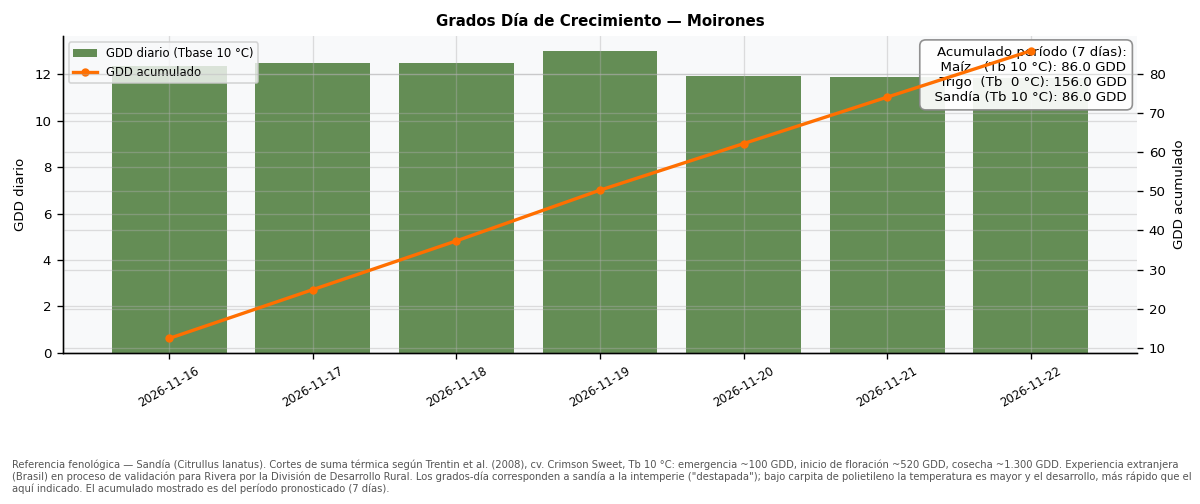 Grados Día de Crecimiento — Moirones
GDD diario (Tbase 10 °C)
GDD acumulado
Acumulado período (7 días):
Maíz (Tb 10 °C): 86.0 GDD
Trigo (Tb 0 °C): 156.0 GDD
Sandía (Tb 10 °C): 86.0 GDD
GDD diario
12
10
8
6
4
2
0
GDD acumulado
80
70
60
50
40
30
20
10
2026-11-16
2026-11-17
2026-11-18
2026-11-19
2026-11-20
2026-11-21
2026-11-22
Referencia fenológica — Sandía (Citrullus lanatus). Cortes de suma térmica según Trentin et al. (2008), cv. Crimson Sweet, Tb 10 °C: emergencia ~100 GDD, inicio de floración ~520 GDD, cosecha ~1.300 GDD. Experiencia extranjera
(Brasil) en proceso de validación para Rivera por la División de Desarrollo Rural. Los grados-día corresponden a sandía a la intemperie ("destapada"); bajo carpita de polietileno la temperatura es mayor y el desarrollo, más rápido que el
aquí indicado. El acumulado mostrado es del período pronosticado (7 días).